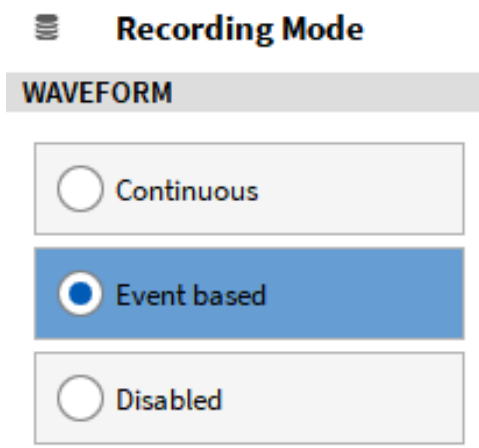 Recording Mode
WAVEFORM
Continuous
Event based
Disabled